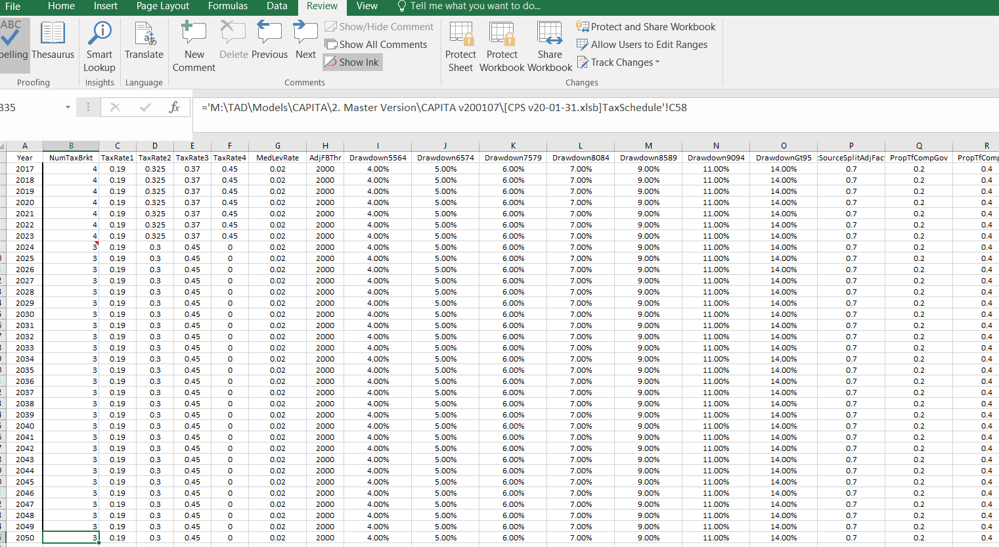 File Home Insert Page Layout Formulas Data Review View Tell me what you want to do...
ABC
elling Thesaurus Smart Lookup Translate New Comment Delete Previous Next Show/Hide Comment Show All Comments Show Ink Protect Sheet Protect Workbook Share Workbook Protect and Share Workbook Allow Users to Edit Ranges Track Changes
Proofing Insights Language Comments Changes
B35 fx ='M:\TAD\Models\CAPITA\2. Master Version\CAPITA v200107\[CPS v20-01-31.xlsb]TaxSchedule'!C58
A B C D E F G H I J K L M N O P Q R
Year NumTaxBrkt TaxRate1 TaxRate2 TaxRate3 TaxRate4 MedLevRate AdjFBThr Drawdown5564 Drawdown6574 Drawdown7579 Drawdown8084 Drawdown8589 Drawdown9094 DrawdownGt95 :SourceSplitAdjFact PropTfCompGov PropTfComp
2017 4 0.19 0.325 0.37 0.45 0.02 2000 4.00% 5.00% 6.00% 7.00% 9.00% 11.00% 14.00% 0.7 0.2 0.4
2018 4 0.19 0.325 0.37 0.45 0.02 2000 4.00% 5.00% 6.00% 7.00% 9.00% 11.00% 14.00% 0.7 0.2 0.4
2019 4 0.19 0.325 0.37 0.45 0.02 2000 4.00% 5.00% 6.00% 7.00% 9.00% 11.00% 14.00% 0.7 0.2 0.4
2020 4 0.19 0.325 0.37 0.45 0.02 2000 4.00% 5.00% 6.00% 7.00% 9.00% 11.00% 14.00% 0.7 0.2 0.4
2021 4 0.19 0.325 0.37 0.45 0.02 2000 4.00% 5.00% 6.00% 7.00% 9.00% 11.00% 14.00% 0.7 0.2 0.4
2022 4 0.19 0.325 0.37 0.45 0.02 2000 4.00% 5.00% 6.00% 7.00% 9.00% 11.00% 14.00% 0.7 0.2 0.4
2023 4 0.19 0.325 0.37 0.45 0.02 2000 4.00% 5.00% 6.00% 7.00% 9.00% 11.00% 14.00% 0.7 0.2 0.4
2024 3 0.19 0.3 0.45 0 0.02 2000 4.00% 5.00% 6.00% 7.00% 9.00% 11.00% 14.00% 0.7 0.2 0.4
2025 3 0.19 0.3 0.45 0 0.02 2000 4.00% 5.00% 6.00% 7.00% 9.00% 11.00% 14.00% 0.7 0.2 0.4
2026 3 0.19 0.3 0.45 0 0.02 2000 4.00% 5.00% 6.00% 7.00% 9.00% 11.00% 14.00% 0.7 0.2 0.4
2027 3 0.19 0.3 0.45 0 0.02 2000 4.00% 5.00% 6.00% 7.00% 9.00% 11.00% 14.00% 0.7 0.2 0.4
2028 3 0.19 0.3 0.45 0 0.02 2000 4.00% 5.00% 6.00% 7.00% 9.00% 11.00% 14.00% 0.7 0.2 0.4
2029 3 0.19 0.3 0.45 0 0.02 2000 4.00% 5.00% 6.00% 7.00% 9.00% 11.00% 14.00% 0.7 0.2 0.4
2030 3 0.19 0.3 0.45 0 0.02 2000 4.00% 5.00% 6.00% 7.00% 9.00% 11.00% 14.00% 0.7 0.2 0.4
2031 3 0.19 0.3 0.45 0 0.02 2000 4.00% 5.00% 6.00% 7.00% 9.00% 11.00% 14.00% 0.7 0.2 0.4
2032 3 0.19 0.3 0.45 0 0.02 2000 4.00% 5.00% 6.00% 7.00% 9.00% 11.00% 14.00% 0.7 0.2 0.4
2033 3 0.19 0.3 0.45 0 0.02 2000 4.00% 5.00% 6.00% 7.00% 9.00% 11.00% 14.00% 0.7 0.2 0.4
2034 3 0.19 0.3 0.45 0 0.02 2000 4.00% 5.00% 6.00% 7.00% 9.00% 11.00% 14.00% 0.7 0.2 0.4
2035 3 0.19 0.3 0.45 0 0.02 2000 4.00% 5.00% 6.00% 7.00% 9.00% 11.00% 14.00% 0.7 0.2 0.4
2036 3 0.19 0.3 0.45 0 0.02 2000 4.00% 5.00% 6.00% 7.00% 9.00% 11.00% 14.00% 0.7 0.2 0.4
2037 3 0.19 0.3 0.45 0 0.02 2000 4.00% 5.00% 6.00% 7.00% 9.00% 11.00% 14.00% 0.7 0.2 0.4
2038 3 0.19 0.3 0.45 0 0.02 2000 4.00% 5.00% 6.00% 7.00% 9.00% 11.00% 14.00% 0.7 0.2 0.4
2039 3 0.19 0.3 0.45 0 0.02 2000 4.00% 5.00% 6.00% 7.00% 9.00% 11.00% 14.00% 0.7 0.2 0.4
2040 3 0.19 0.3 0.45 0 0.02 2000 4.00% 5.00% 6.00% 7.00% 9.00% 11.00% 14.00% 0.7 0.2 0.4
2041 3 0.19 0.3 0.45 0 0.02 2000 4.00% 5.00% 6.00% 7.00% 9.00% 11.00% 14.00% 0.7 0.2 0.4
2042 3 0.19 0.3 0.45 0 0.02 2000 4.00% 5.00% 6.00% 7.00% 9.00% 11.00% 14.00% 0.7 0.2 0.4
2043 3 0.19 0.3 0.45 0 0.02 2000 4.00% 5.00% 6.00% 7.00% 9.00% 11.00% 14.00% 0.7 0.2 0.4
2044 3 0.19 0.3 0.45 0 0.02 2000 4.00% 5.00% 6.00% 7.00% 9.00% 11.00% 14.00% 0.7 0.2 0.4
2045 3 0.19 0.3 0.45 0 0.02 2000 4.00% 5.00% 6.00% 7.00% 9.00% 11.00% 14.00% 0.7 0.2 0.4
2046 3 0.19 0.3 0.45 0 0.02 2000 4.00% 5.00% 6.00% 7.00% 9.00% 11.00% 14.00% 0.7 0.2 0.4
2047 3 0.19 0.3 0.45 0 0.02 2000 4.00% 5.00% 6.00% 7.00% 9.00% 11.00% 14.00% 0.7 0.2 0.4
2048 3 0.19 0.3 0.45 0 0.02 2000 4.00% 5.00% 6.00% 7.00% 9.00% 11.00% 14.00% 0.7 0.2 0.4
2049 3 0.19 0.3 0.45 0 0.02 2000 4.00% 5.00% 6.00% 7.00% 9.00% 11.00% 14.00% 0.7 0.2 0.4
2050 3 0.19 0.3 0.45 0 0.02 2000 4.00% 5.00% 6.00% 7.00% 9.00% 11.00% 14.00% 0.7 0.2 0.4